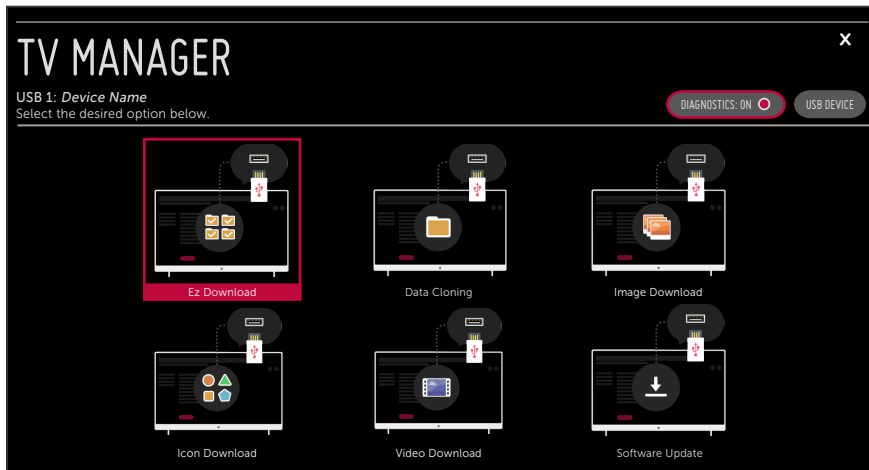 TV MANAGER
X
USB 1: Device Name
Select the desired option below.
DIAGNOSTICS: ON
USB DEVICE
Ez Download
Data Cloning
Image Download
Icon Download
Video Download
Software Update